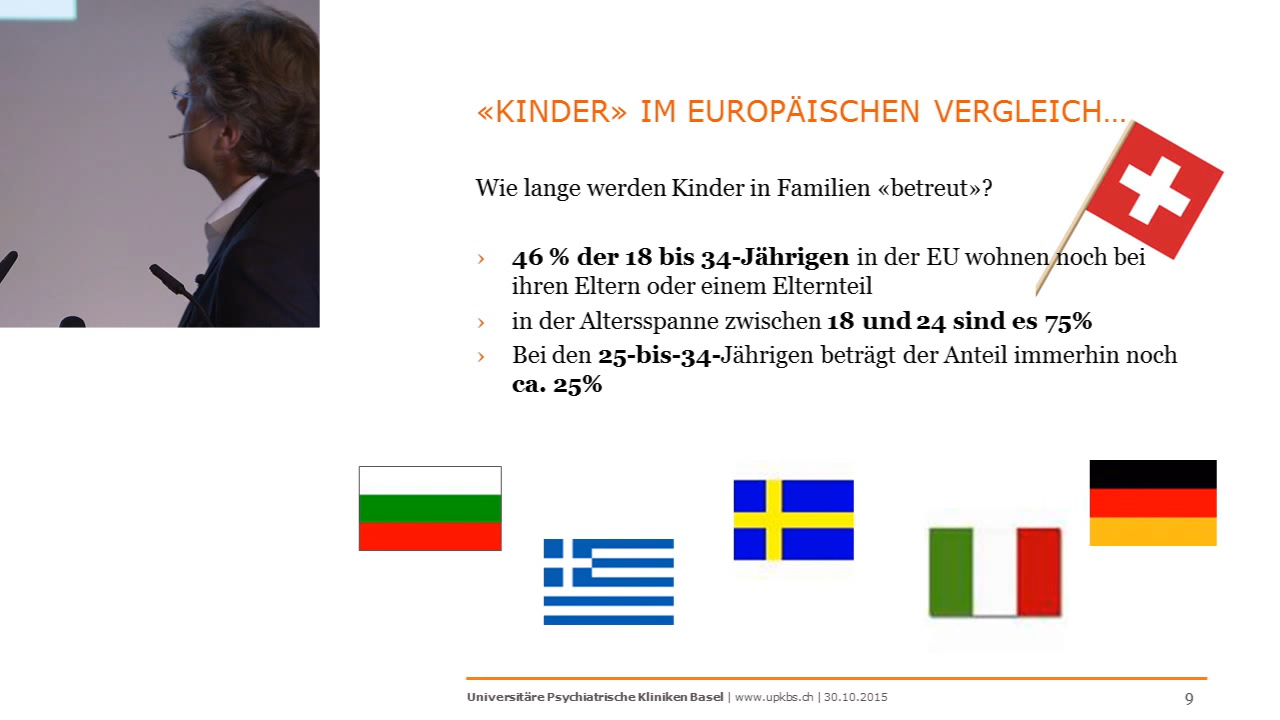 «KINDER» IM EUROPÄISCHEN VERGLEICH…
Wie lange werden Kinder in Familien «betreut»?
› 46 % der 18 bis 34-Jährigen in der EU wohnen noch bei
ihren Eltern oder einem Elternteil
› in der Altersspanne zwischen 18 und 24 sind es 75%
› Bei den 25-bis-34-Jährigen beträgt der Anteil immerhin noch
ca. 25%
Universitäre Psychiatrische Kliniken Basel | www.upkbs.ch | 30.10.2015
9